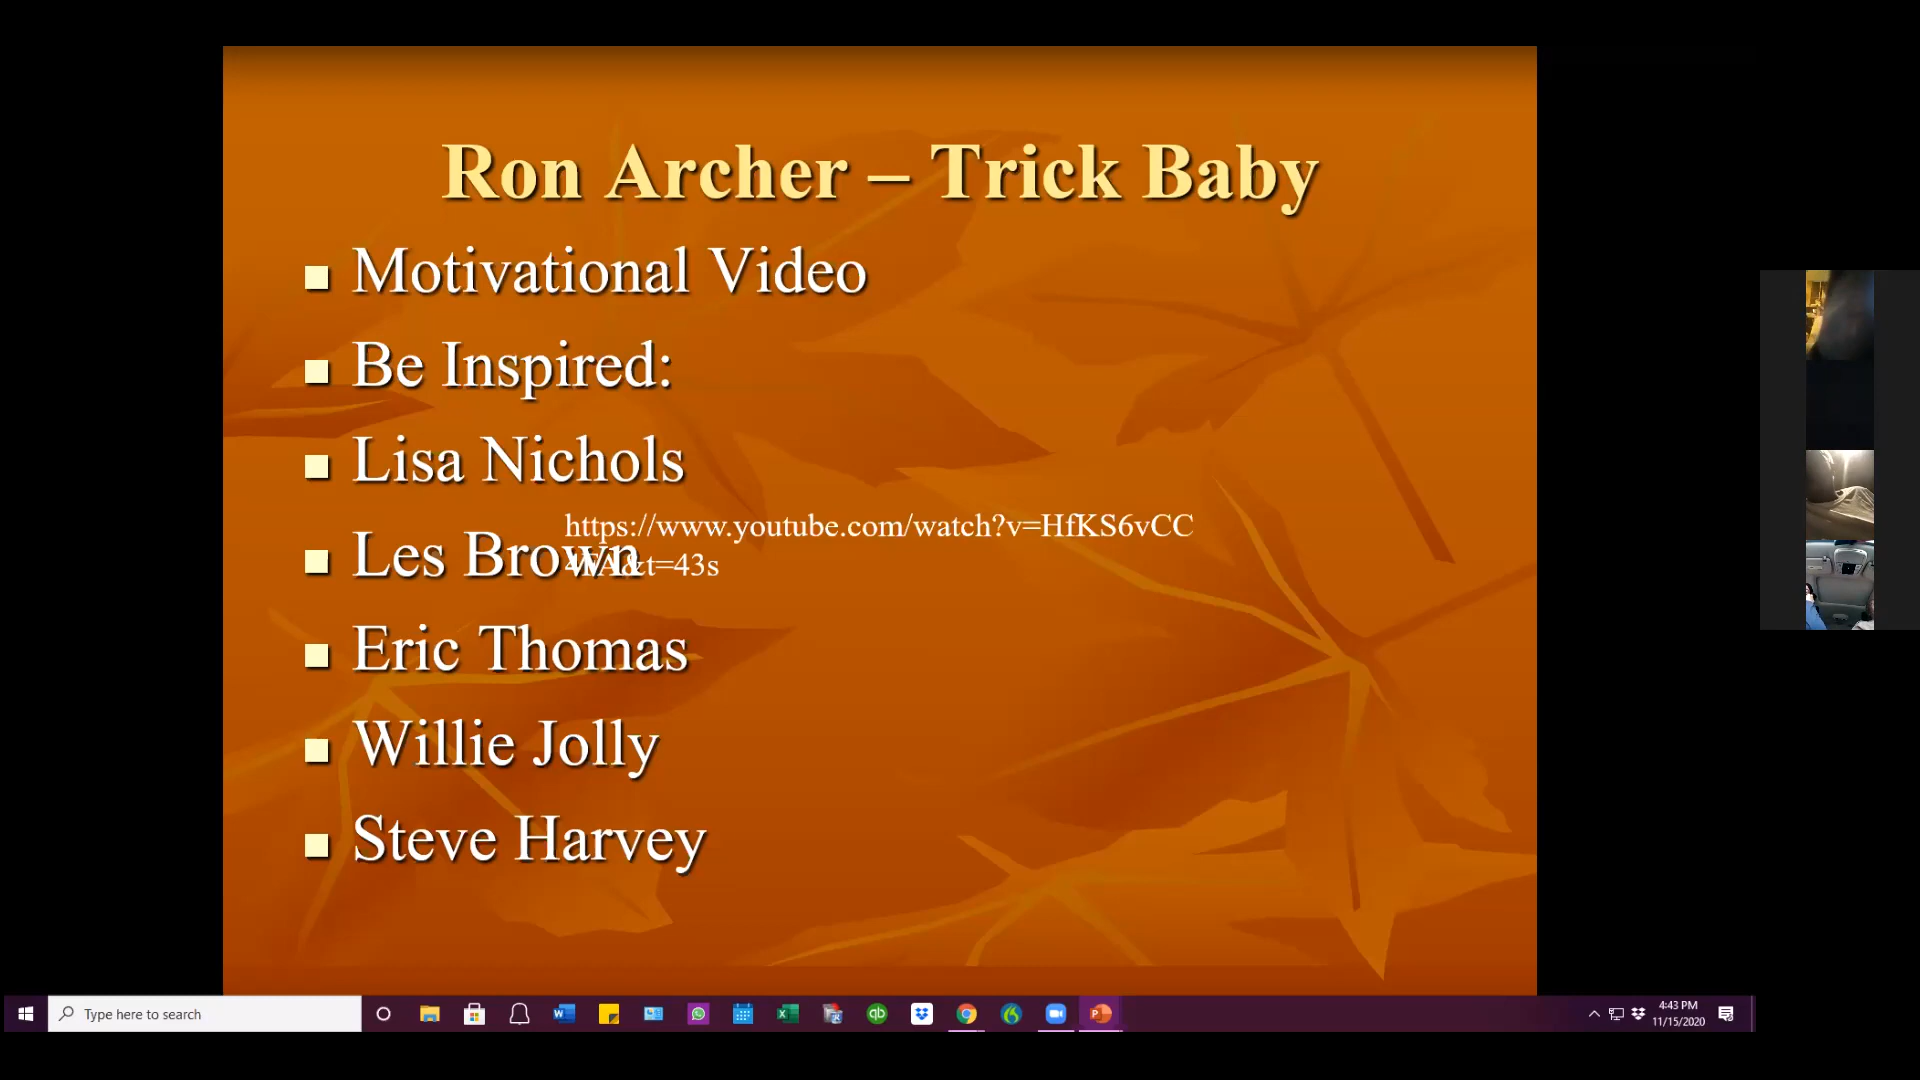 Ron Archer – Trick Baby
Motivational Video
Be Inspired:
Lisa Nichols
https://www.youtube.com/watch?v=HfKS6vCC
Les Brown
&t=43s
Eric Thomas
Willie Jolly
Steve Harvey
Type here to search
4:43 PM
11/15/2020